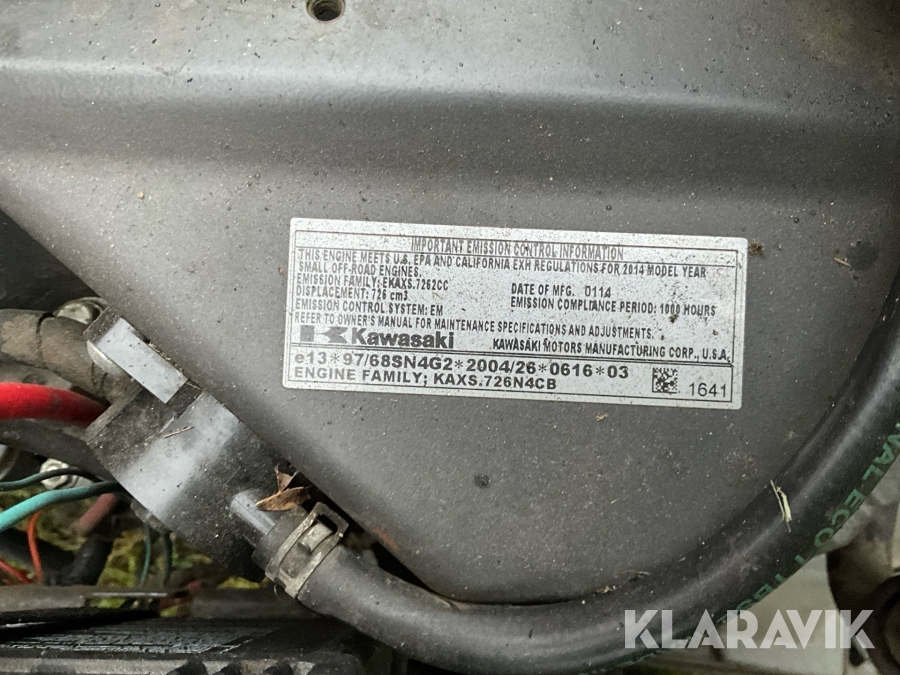 IMPORTANT EMISSION CONTROL INFORMATION
THIS ENGINE MEETS U.S. EPA AND CALIFORNIA EXH REGULATIONS FOR 2014 MODEL YEAR
SMALL OFF-ROAD ENGINES.
EMISSION FAMILY: EKAXS.7262CC DATE OF MFG. 0114
DISPLACEMENT: 726 cm3 EMISSION COMPLIANCE PERIOD: 1000 HOURS
EMISSION CONTROL SYSTEM: EM
REFER TO OWNER'S MANUAL FOR MAINTENANCE SPECIFICATIONS AND ADJUSTMENTS.
Kawasaki KAWASAKI MOTORS MANUFACTURING CORP., U.S.A.
e13*97/68SN4G2*2004/26*0616*03
ENGINE FAMILY; KAXS.726N4CB 1641
ECO
KLARAVIK